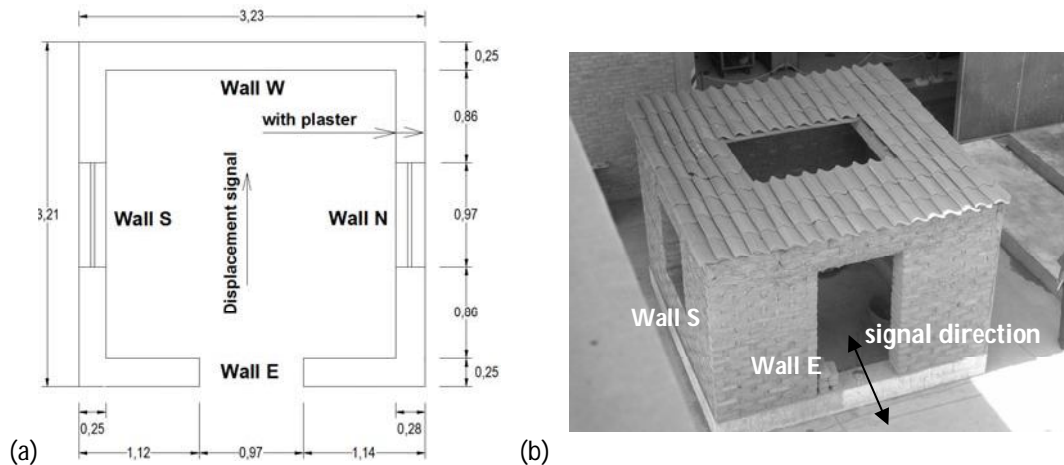 3,23
0,25
Wall W
with plaster
0,86
Displacement signal
3,21
Wall S
Wall N
0,97
0,86
Wall E
0,25
0,25
0,28
1,12
0,97
1,14
(a)
Wall S
signal direction
Wall E
(b)